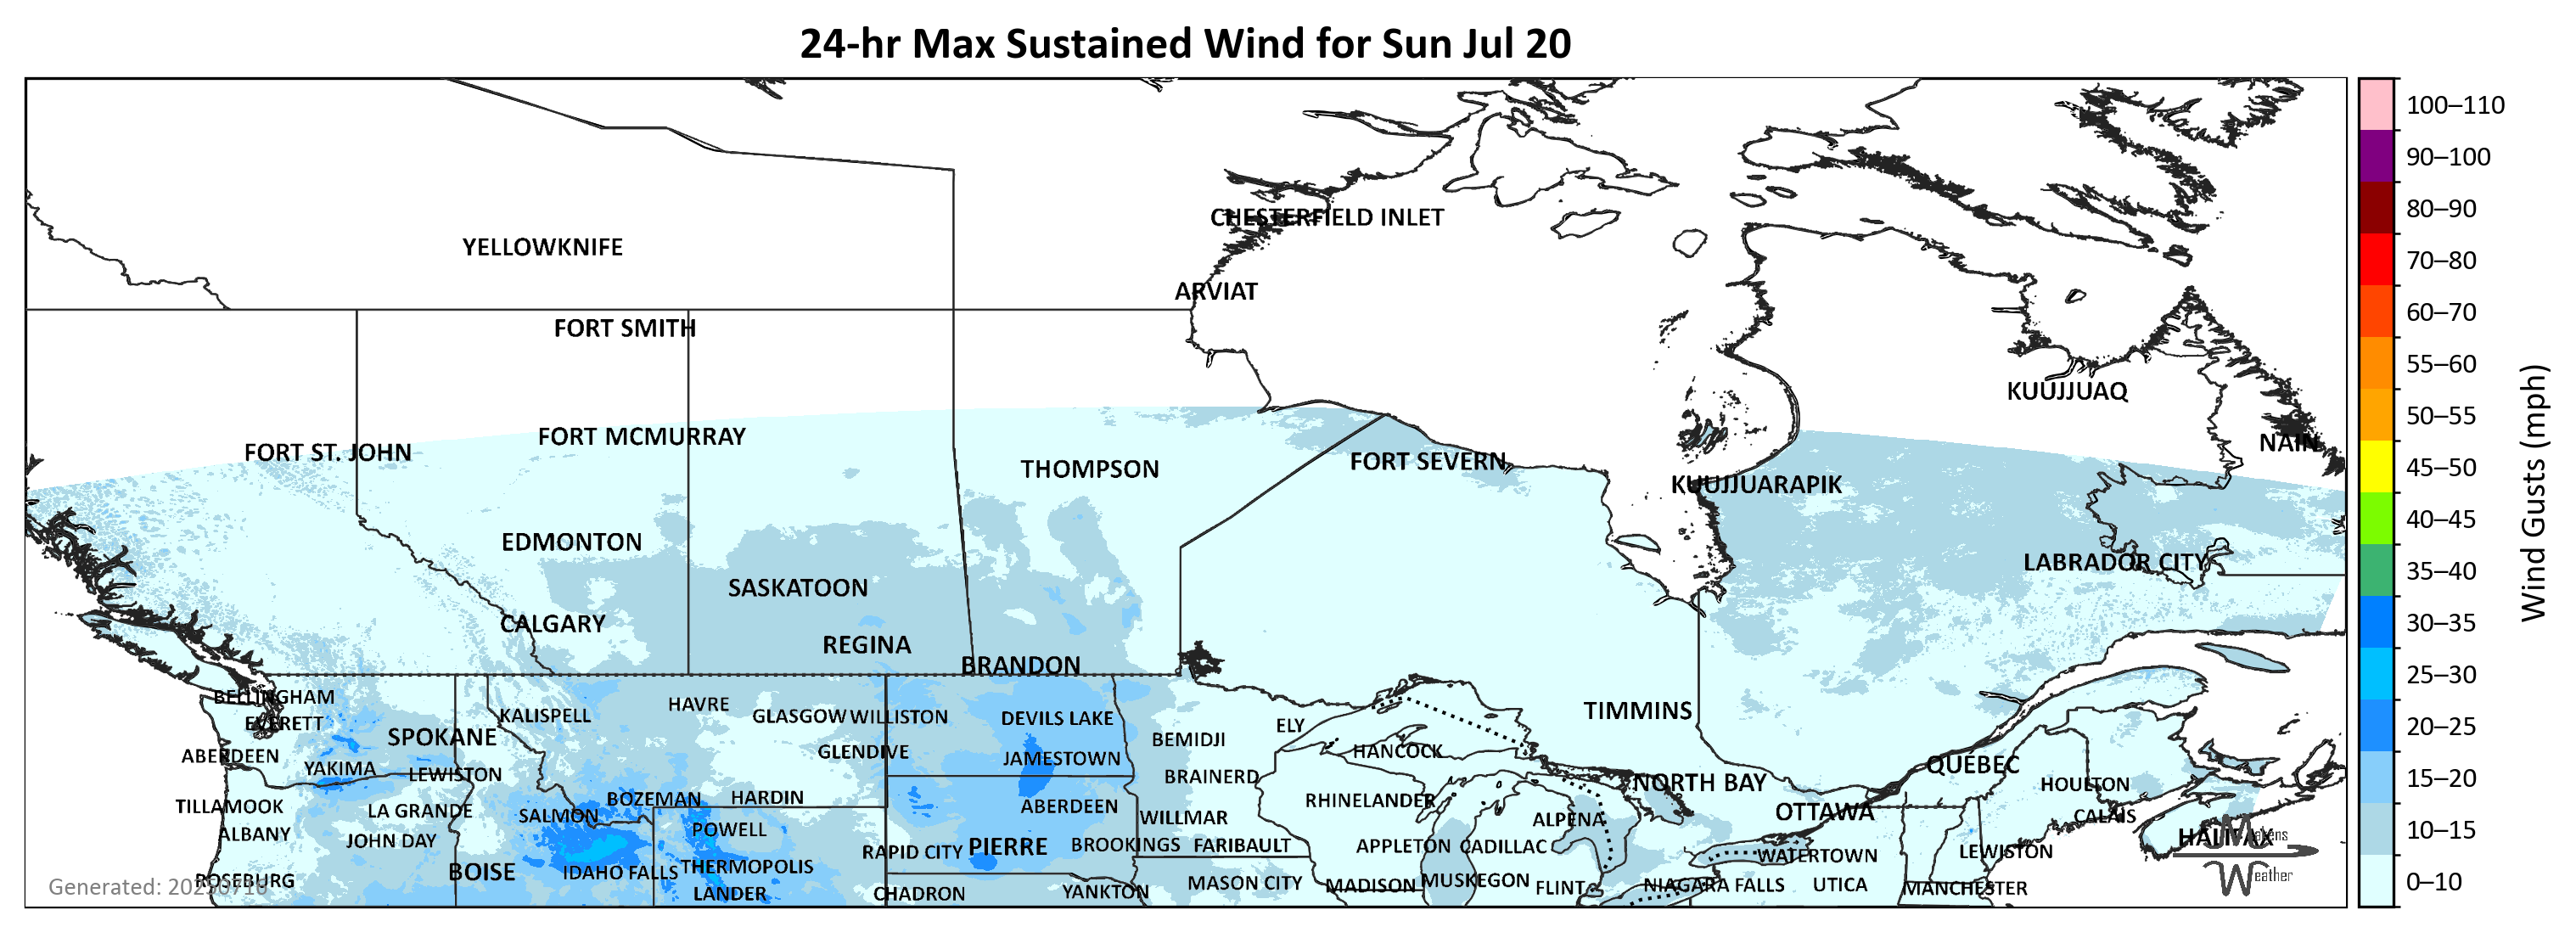 24-hr Max Sustained Wind for Sun Jul 20
100–110
90–100
80–90
70–80
60–70
55–60
50–55
45–50
40–45
35–40
30–35
25–30
20–25
15–20
10–15
0–10
Wind Gusts (mph)
CHESTERFIELD INLET
YELLOWKNIFE
ARVIAT
FORT SMITH
KUUJJUAQ
FORT MCMURRAY
NAIN
FORT ST. JOHN
FORT SEVERN
THOMPSON
KUUJJUARAPIK
EDMONTON
LABRADOR CITY
SASKATOON
CALGARY
REGINA
BRANDON
BELLINGHAM
HAVRE
TIMMINS
KALISPELL
GLASGOW
WILLISTON
DEVILS LAKE
EVERETT
ELY
SPOKANE
BEMIDJI
GLENDIVE
HANCOCK
ABERDEEN
JAMESTOWN
QUÉBEC
YAKIMA
LEWISTON
BRAINERD
NORTH BAY
HOULTON
BOZEMAN
HARDIN
RHINELANDER
TILLAMOOK
ABERDEEN
LA GRANDE
SALMON
OTTAWA
CALAIS
WILLMAR
ALPENA
POWELL
ALBANY
HALIFAX
JOHN DAY
PIERRE
BROOKINGS
FARIBAULT
APPLETON
CADILLAC
RAPID CITY
LEWISTON
WATERTOWN
THERMOPOLIS
BOISE
IDAHO FALLS
ROSEBURG
MUSKEGON
MASON CITY
MADISON
FLINT
NIAGARA FALLS
UTICA
MANCHESTER
LANDER
CHADRON
YANKTON
Generated: 20250718
Weather